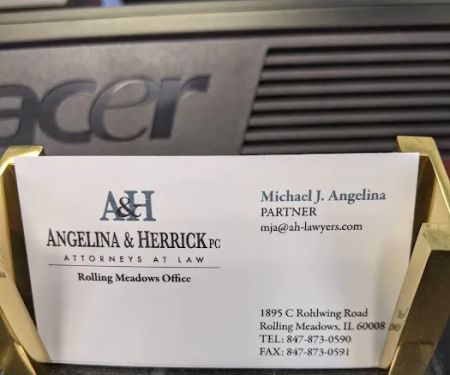 acer
A&H
ANGELINA & HERRICK PC
ATTORNEYS AT LAW
Rolling Meadows Office
Michael J. Angelina
PARTNER
mja@ah-lawyers.com
1895 C Rohlwing Road
Rolling Meadows, IL 60008
TEL: 847-873-0590
FAX: 847-873-0591